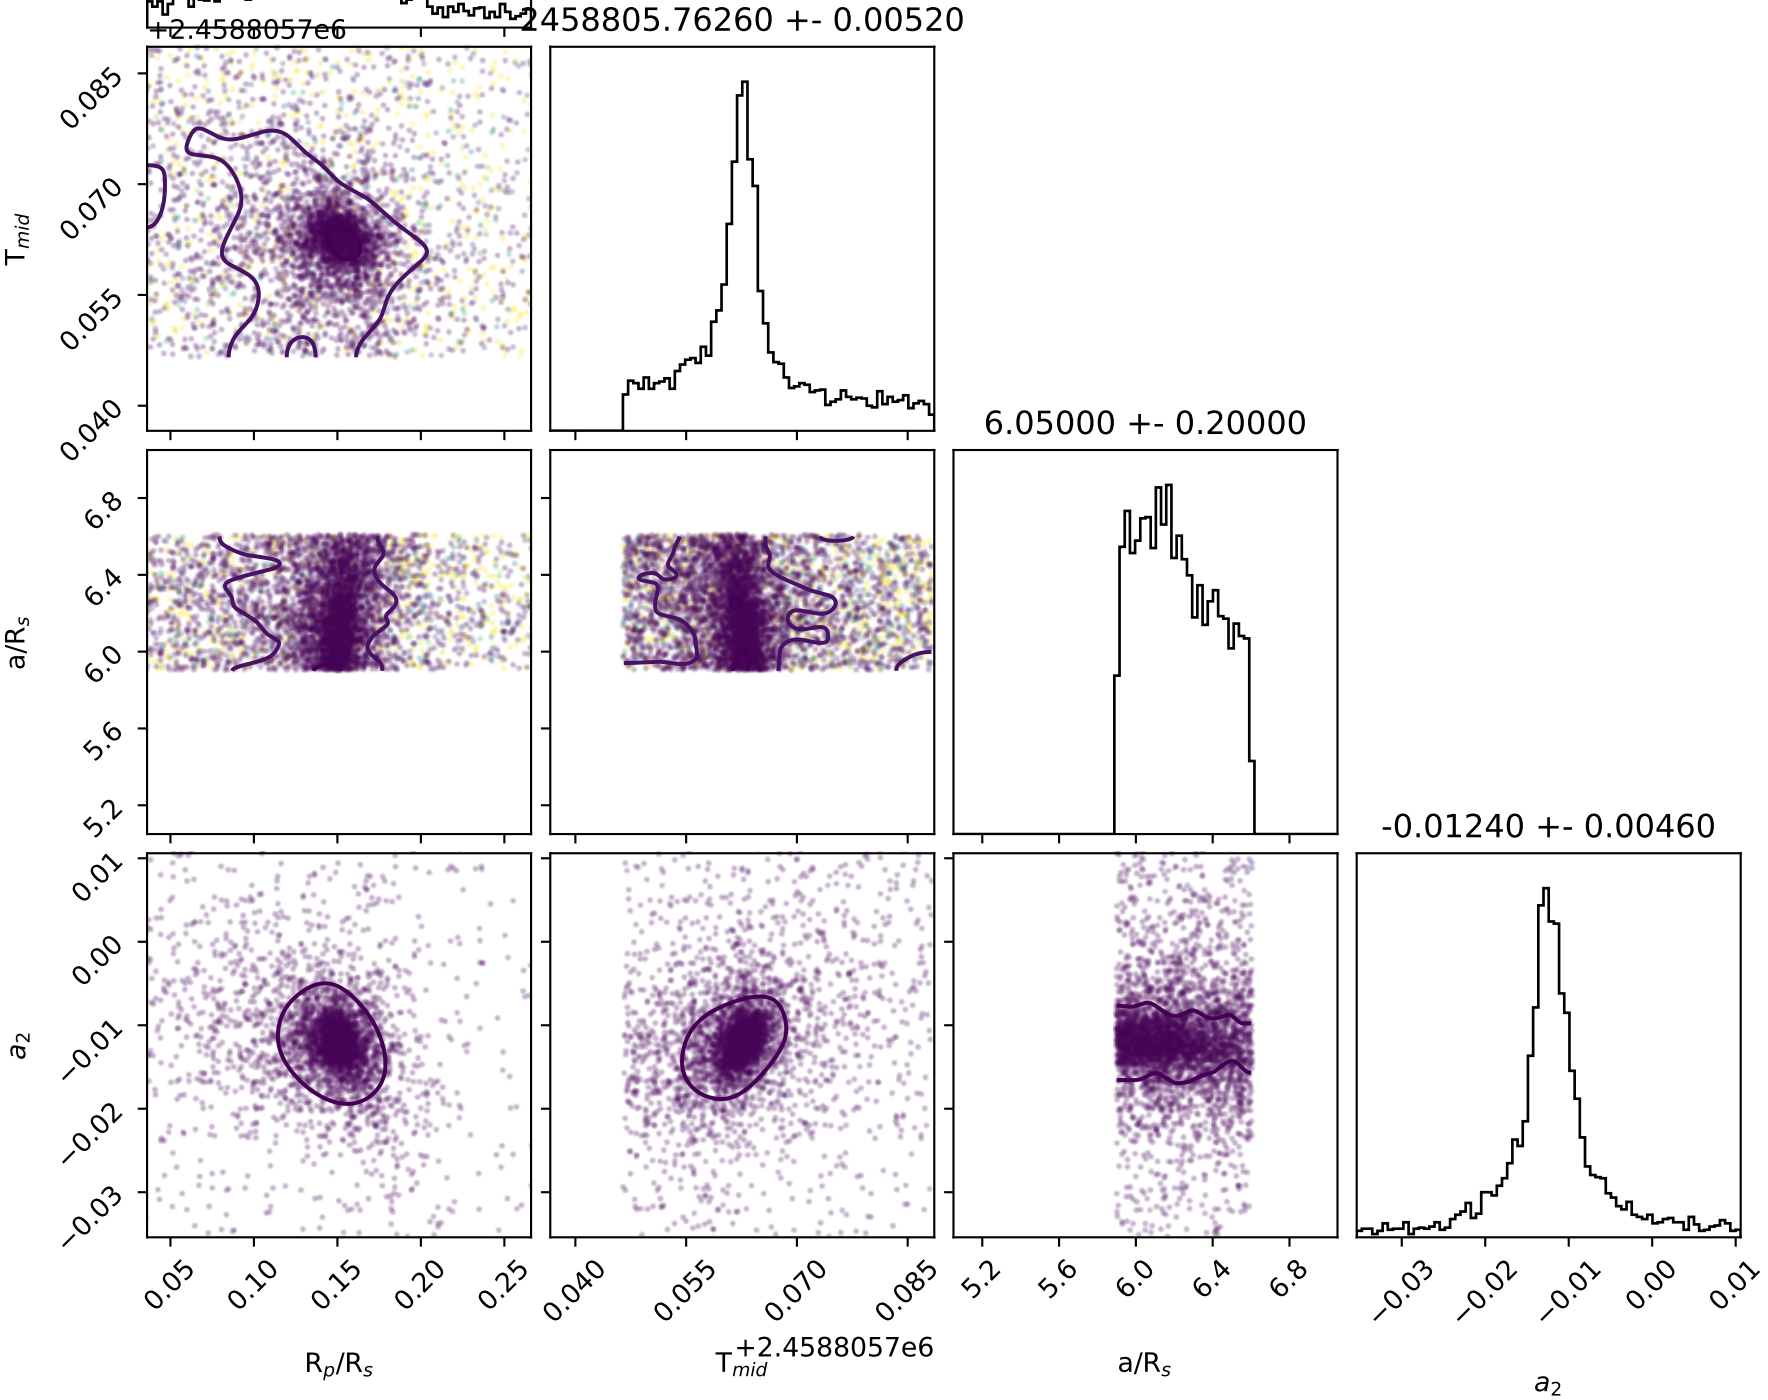 +2.4588057e6
2458805.76260 +- 0.00520
0.085
0.070
0.055
0.040
T_mid
6.05000 +- 0.20000
6.8
6.4
6.0
5.6
5.2
a/R_s
-0.01240 +- 0.00460
0.01
0.00
−0.01
−0.02
−0.03
a_2
0.05 0.10 0.15 0.20 0.25
0.040 0.055 0.070 0.085
5.2 5.6 6.0 6.4 6.8
−0.03 −0.02 −0.01 0.00 0.01
+2.4588057e6
R_p/R_s
T_mid
a/R_s
a_2